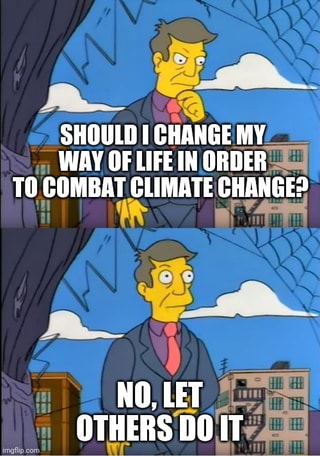 SHOULD I CHANGE MY
WAY OF LIFE IN ORDER
TO COMBAT CLIMATE CHANGE?
NO, LET
OTHERS DO IT
imgflip.com